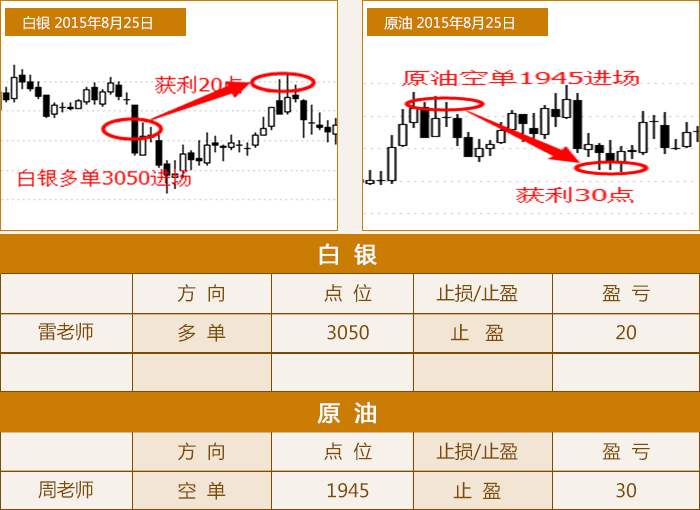 白银 2015年8月25日
原油 2015年8月25日
获利20点
白银多单3050进场
原油空单1945进场
获利30点
白银
方向 点位 止损/止盈 盈亏
雷老师 多单 3050 止盈 20
原油
方向 点位 止损/止盈 盈亏
周老师 空单 1945 止盈 30